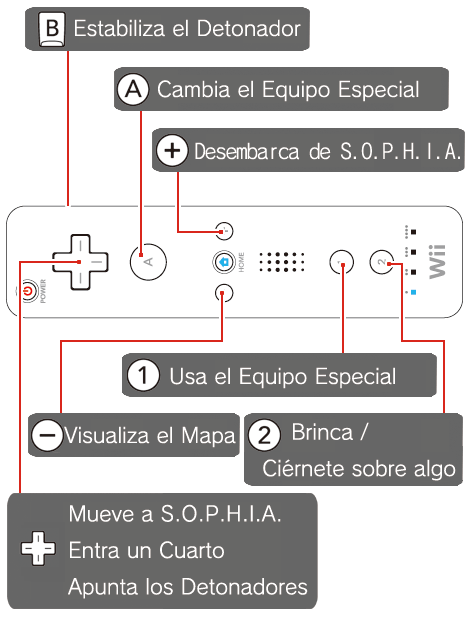 B Estabiliza el Detonador
A Cambia el Equipo Especial
+ Desembarca de S.O.P.H.I.A.
A
HOME
POWER
1
2
Wii
1 Usa el Equipo Especial
− Visualiza el Mapa
2 Brinca /
Ciérnete sobre algo
Mueve a S.O.P.H.I.A.
Entra un Cuarto
Apunta los Detonadores